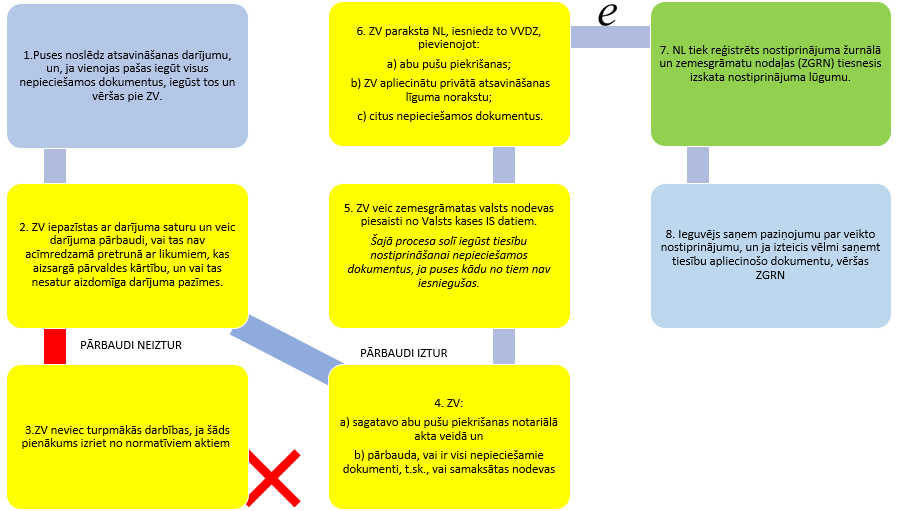 1.Puses noslēdz atsavināšanas darījumu,
un, ja vienojas pašas iegūt visus
nepieciešamos dokumentus, iegūst tos un
vēršas pie ZV.
2. ZV iepazīstas ar darījuma saturu un veic
darījuma pārbaudi, vai tas nav
acīmredzamā pretrunā ar likumiem, kas
aizsargā pārvaldes kārtību, un vai tas
nesatur aizdomīga darījuma pazīmes.
PĀRBAUDI NEIZTUR
3.ZV neviec turpmākās darbības, ja šāds
pienākums izriet no normatīviem aktiem
PĀRBAUDI IZTUR
4. ZV:
a) sagatavo abu pušu piekrišanas notariālā
akta veidā un
b) pārbauda, vai ir visi nepieciešamie
dokumenti, t.sk., vai samaksātas nodevas
5. ZV veic zemesgrāmatas valsts nodevas
piesaisti no Valsts kases IS datiem.
Šajā procesa solī iegūst tiesību
nostiprināšanai nepieciešamos
dokumentus, ja puses kādu no tiem nav
iesniegušas.
6. ZV paraksta NL, iesniedz to VVDZ,
pievienojot:
a) abu pušu piekrišanas;
b) ZV apliecinātu privātā atsavināšanas
līguma norakstu;
c) citus nepieciešamos dokumentus.
e
7. NL tiek reģistrēts nostiprinājuma žurnālā
un zemesgrāmatu nodaļas (ZGRN) tiesnesis
izskata nostiprinājuma lūgumu.
8. Ieguvējs saņem paziņojumu par veikto
nostiprinājumu, un ja izteicis vēlmi saņemt
tiesību apliecinošo dokumentu, vēršas
ZGRN